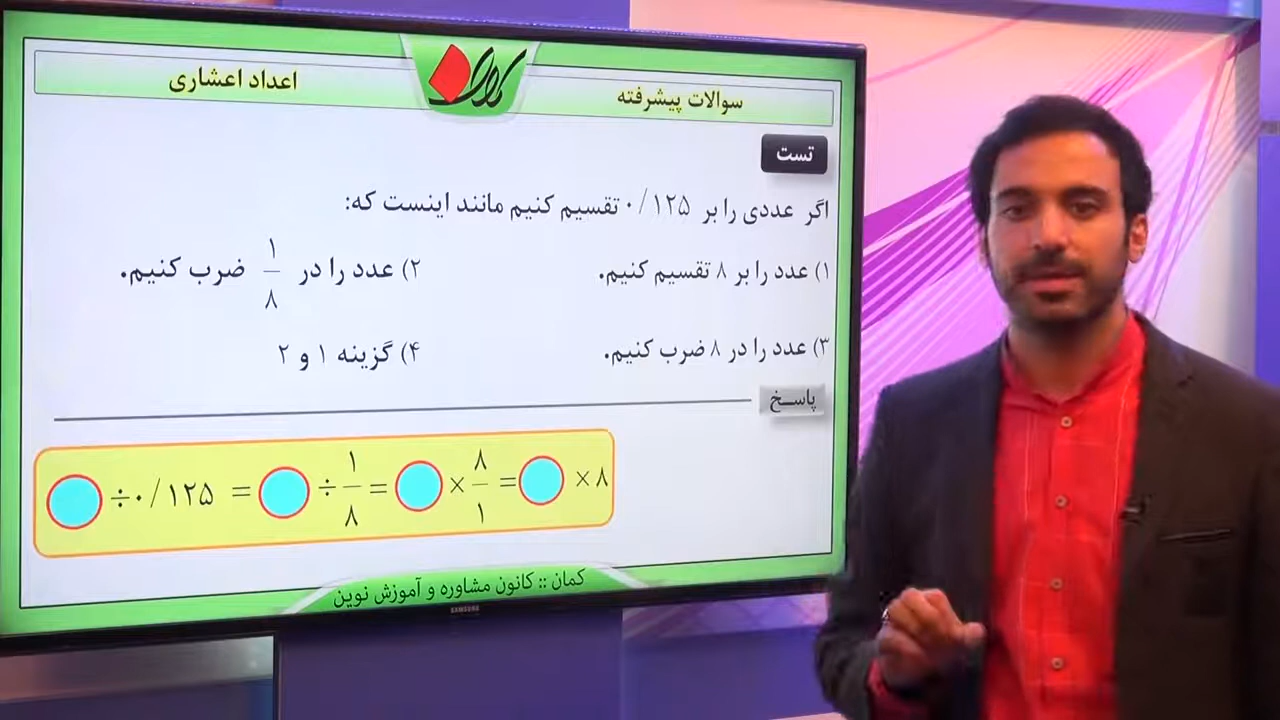 سوالات پیشرفته
اعداد اعشاری
کمان
تست
اگر عددی را بر ۰/۱۲۵ تقسیم کنیم مانند اینست که:
۱) عدد را بر ۸ تقسیم کنیم.
۲) عدد را در ۱/۸ ضرب کنیم.
۳) عدد را در ۸ ضرب کنیم.
۴) گزینه ۱ و ۲
پاسخ
÷۰/۱۲۵ = ÷ ۱/۸ = × ۸/۱ = ×۸
کمان :: کانون مشاوره و آموزش نوین
SAMSUNG